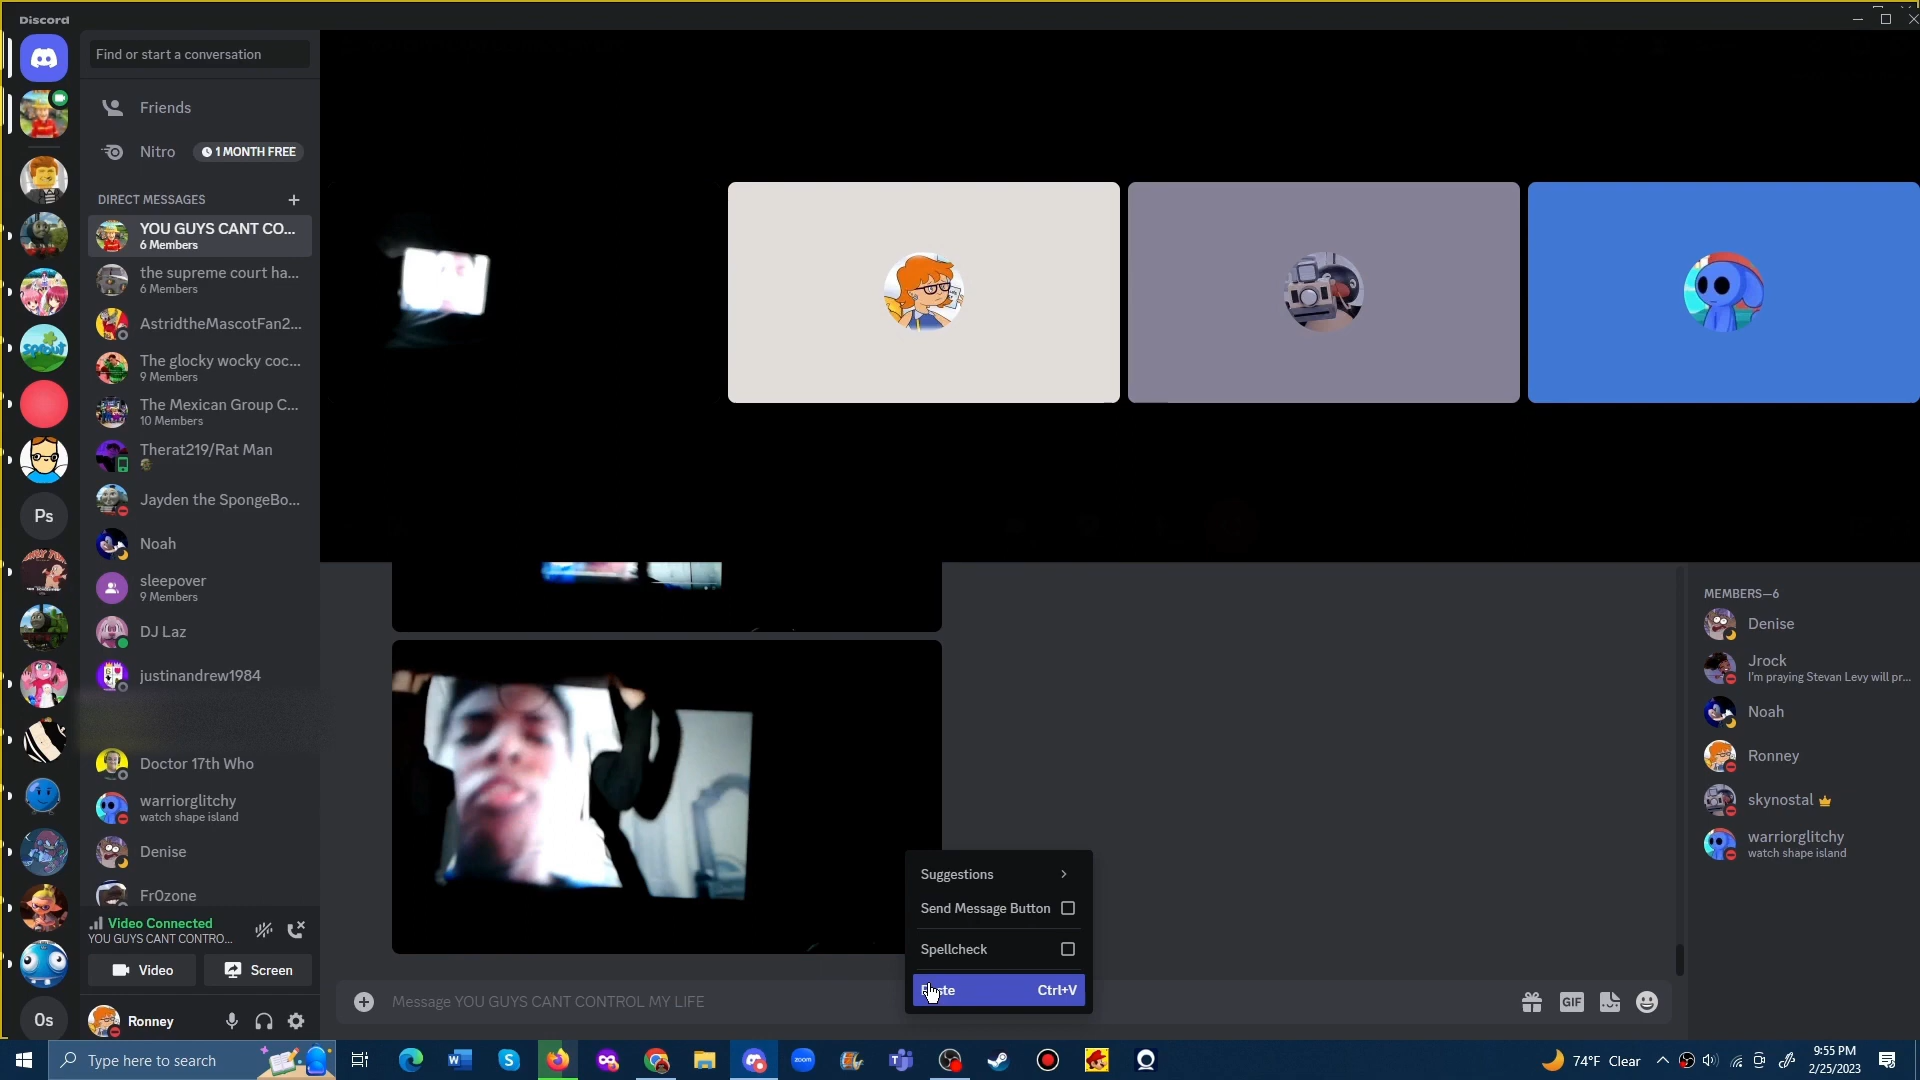 Discord
Find or start a conversation
Friends
Nitro
1 MONTH FREE
DIRECT MESSAGES
YOU GUYS CANT CO...
6 Members
the supreme court ha...
6 Members
AstridtheMascotFan2...
The glocky wocky coc...
9 Members
The Mexican Group C...
10 Members
Therat219/Rat Man
Jayden the SpongeBo...
Noah
sleepover
9 Members
DJ Laz
justinandrew1984
Doctor 17th Who
warriorglitchy
watch shape island
Denise
Fr0zone
Video Connected
YOU GUYS CANT CONTRO...
Video
Screen
Ronney
Ps
Os
sprout
Suggestions
Send Message Button
Spellcheck
Ctrl+V
Message YOU GUYS CANT CONTROL MY LIFE
GIF
MEMBERS—6
Denise
Jrock
I'm praying Stevan Levy will pr...
Noah
Ronney
skynostal
warriorglitchy
watch shape island
Type here to search
zoom
74°F Clear
9:55 PM
2/25/2023